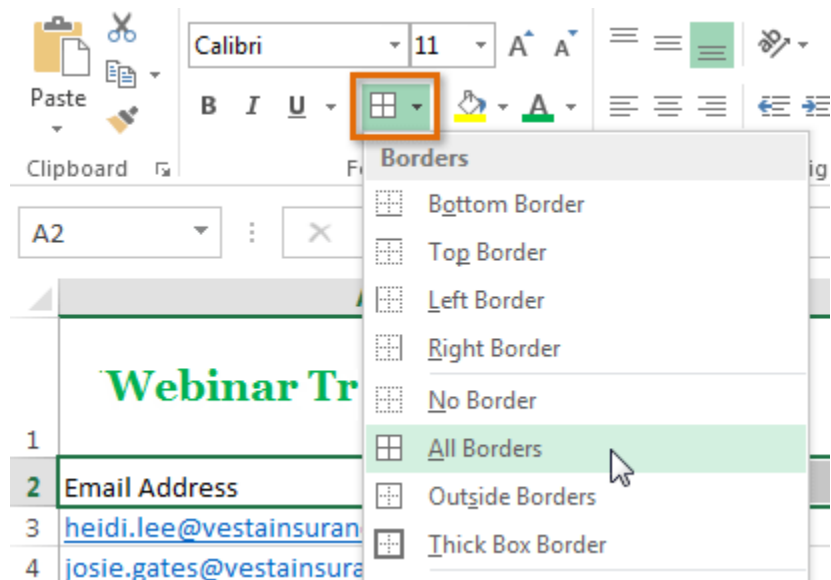 Calibri 11 A A
Paste B I U A
Clipboard
Borders
Bottom Border
A2
Top Border
Left Border
Right Border
Webinar Tr
No Border
1
All Borders
2 Email Address
Outside Borders
3 heidi.lee@vestainsuran
Thick Box Border
4 josie.gates@vestainsura